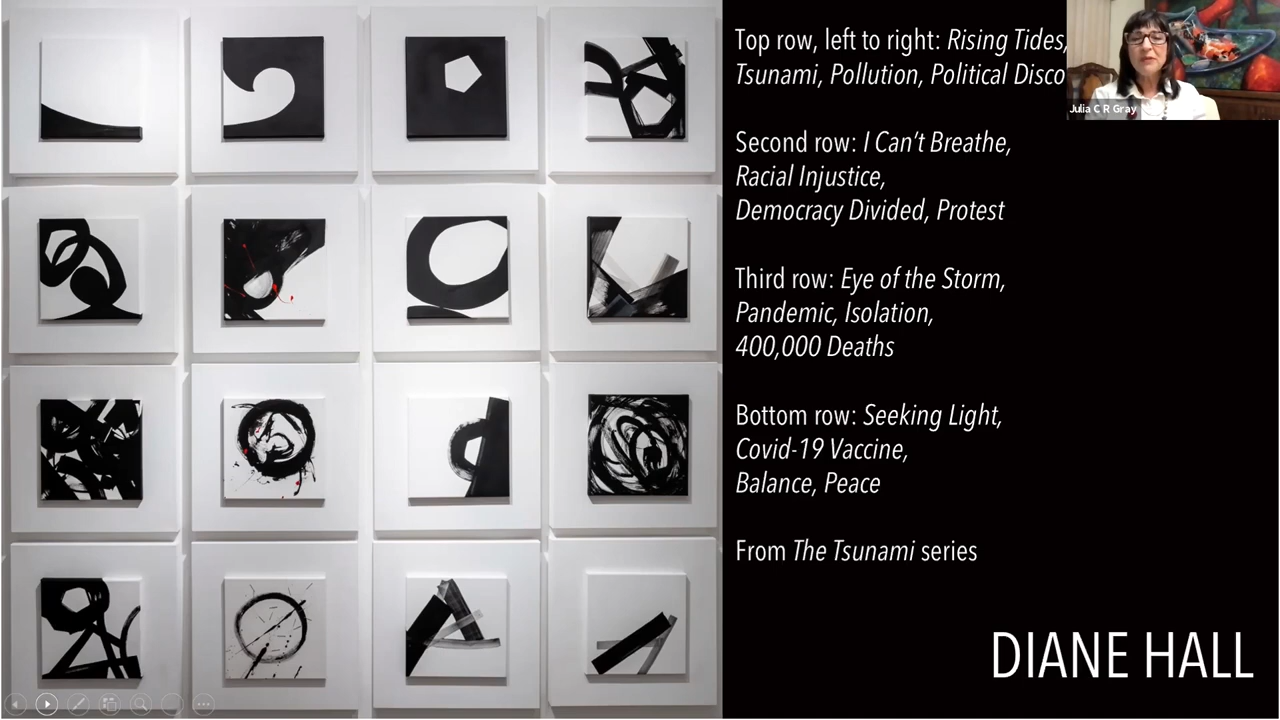 Top row, left to right: Rising Tides,
Tsunami, Pollution, Political Disco
Julia C R Gray
Second row: I Can’t Breathe,
Racial Injustice,
Democracy Divided, Protest
Third row: Eye of the Storm,
Pandemic, Isolation,
400,000 Deaths
Bottom row: Seeking Light,
Covid-19 Vaccine,
Balance, Peace
From The Tsunami series
DIANE HALL